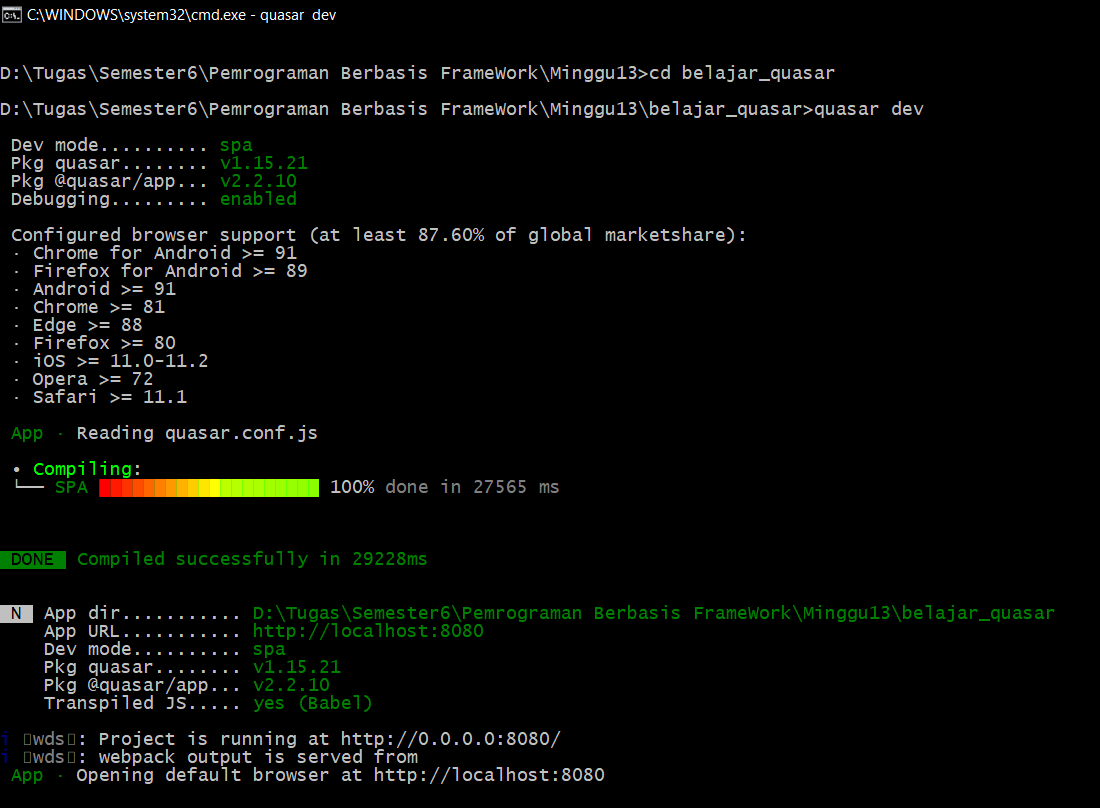 C:\WINDOWS\system32\cmd.exe - quasar  dev
D:\Tugas\Semester6\Pemrograman Berbasis FrameWork\Minggu13>cd belajar_quasar
D:\Tugas\Semester6\Pemrograman Berbasis FrameWork\Minggu13\belajar_quasar>quasar dev
Dev mode.......... spa
Pkg quasar........ v1.15.21
Pkg @quasar/app... v2.2.10
Debugging......... enabled
Configured browser support (at least 87.60% of global marketshare):
· Chrome for Android >= 91
· Firefox for Android >= 89
· Android >= 91
· Chrome >= 81
· Edge >= 88
· Firefox >= 80
· iOS >= 11.0-11.2
· Opera >= 72
· Safari >= 11.1
App · Reading quasar.conf.js
• Compiling:
└── SPA 100% done in 27565 ms
DONE Compiled successfully in 29228ms
N App dir........... D:\Tugas\Semester6\Pemrograman Berbasis FrameWork\Minggu13\belajar_quasar
App URL........... http://localhost:8080
Dev mode.......... spa
Pkg quasar........ v1.15.21
Pkg @quasar/app... v2.2.10
Transpiled JS..... yes (Babel)
i 「wds」: Project is running at http://0.0.0.0:8080/
i 「wds」: webpack output is served from
App · Opening default browser at http://localhost:8080